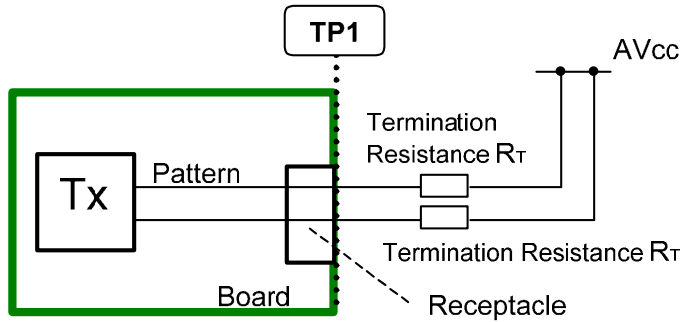 TP1
AVcc
Termination
Resistance RT
Pattern
Tx
Termination Resistance RT
Board
Receptacle